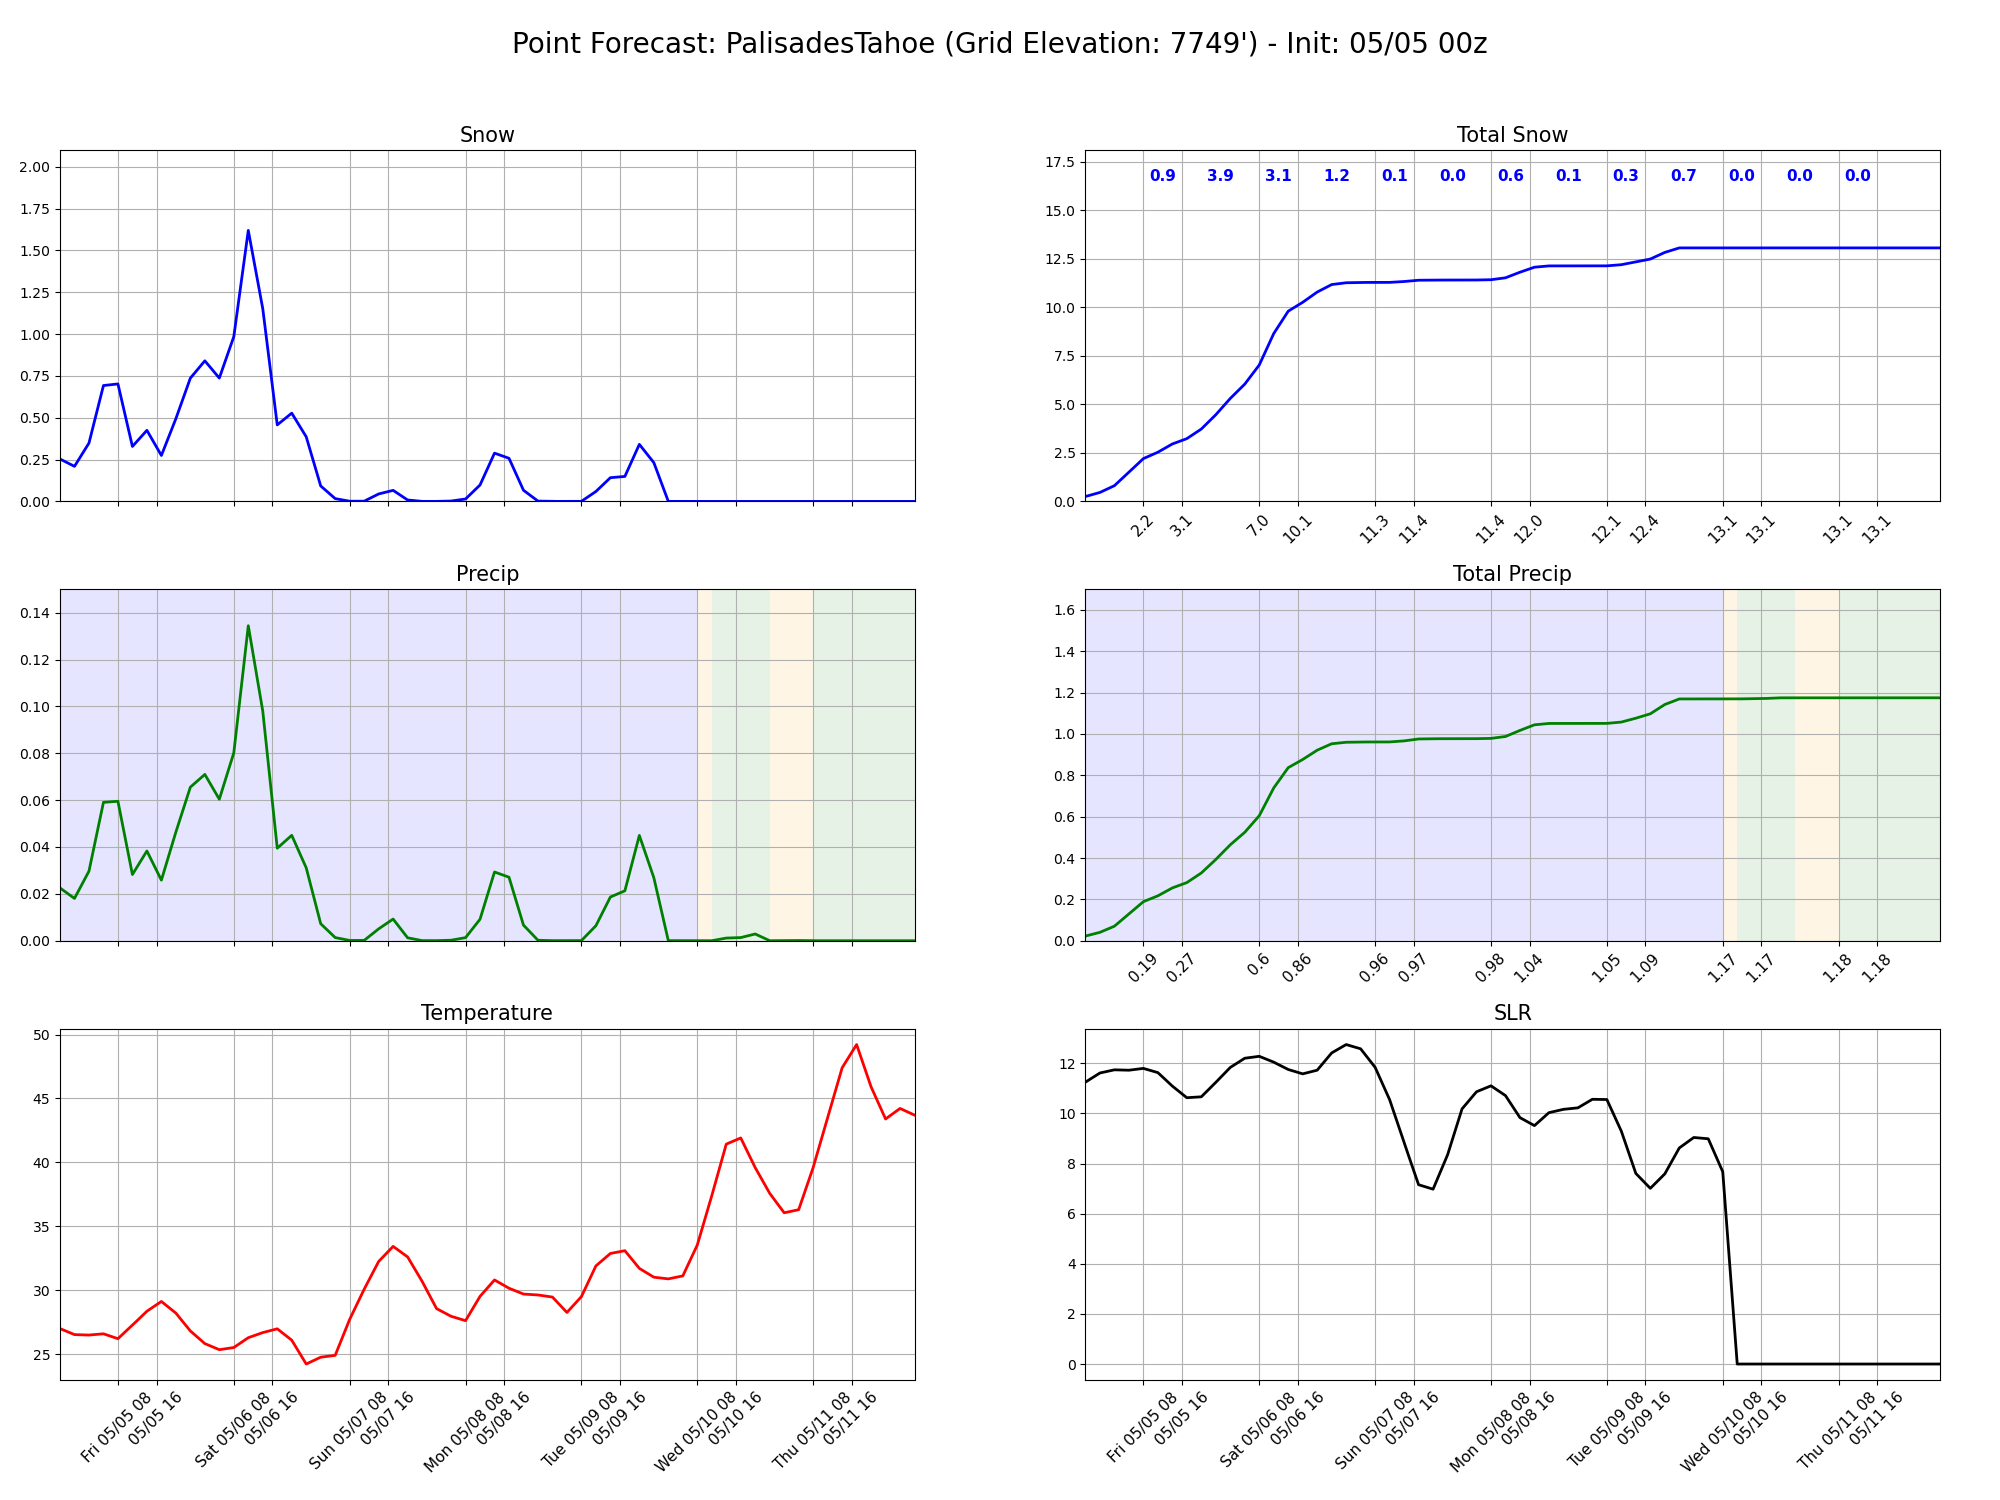 Point Forecast: PalisadesTahoe (Grid Elevation: 7749') - Init: 05/05 00z
Snow
2.00
1.75
1.50
1.25
1.00
0.75
0.50
0.25
0.00
Total Snow
17.5
15.0
12.5
10.0
7.5
5.0
2.5
0.0
0.9 3.9 3.1 1.2 0.1 0.0 0.6 0.1 0.3 0.7 0.0 0.0 0.0
2.2 3.1 7.0 10.1 11.3 11.4 11.4 12.0 12.1 12.4 13.1 13.1 13.1 13.1
Precip
0.14
0.12
0.10
0.08
0.06
0.04
0.02
0.00
Total Precip
1.6
1.4
1.2
1.0
0.8
0.6
0.4
0.2
0.0
0.19 0.27 0.6 0.86 0.96 0.97 0.98 1.04 1.05 1.09 1.17 1.17 1.18 1.18
Temperature
50
45
40
35
30
25
Fri 05/05 08
05/05 16
Sat 05/06 08
05/06 16
Sun 05/07 08
05/07 16
Mon 05/08 08
05/08 16
Tue 05/09 08
05/09 16
Wed 05/10 08
05/10 16
Thu 05/11 08
05/11 16
SLR
12
10
8
6
4
2
0
Fri 05/05 08
05/05 16
Sat 05/06 08
05/06 16
Sun 05/07 08
05/07 16
Mon 05/08 08
05/08 16
Tue 05/09 08
05/09 16
Wed 05/10 08
05/10 16
Thu 05/11 08
05/11 16